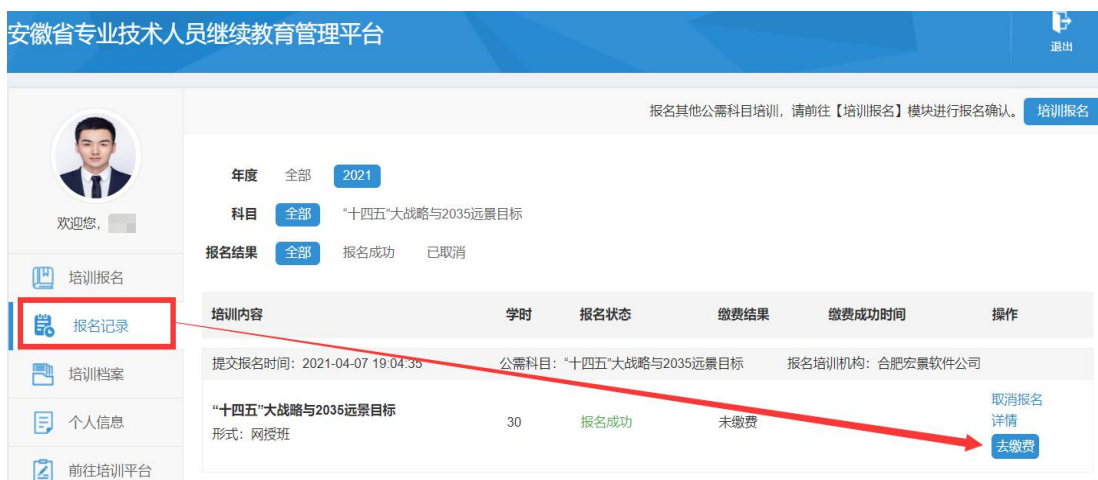 安徽省专业技术人员继续教育管理平台
退出
报名其他公需科目培训，请前往【培训报名】模块进行报名确认。 培训报名
欢迎您，
年度 全部 2021
科目 全部 “十四五”大战略与2035远景目标
报名结果 全部 报名成功 已取消
培训报名
报名记录
培训档案
个人信息
前往培训平台
培训内容 学时 报名状态 缴费结果 缴费成功时间 操作
提交报名时间：2021-04-07 19:04:35 公需科目：“十四五”大战略与2035远景目标 报名培训机构：合肥宏景软件公司
“十四五”大战略与2035远景目标
形式：网授班
30 报名成功 未缴费
取消报名
详情
去缴费